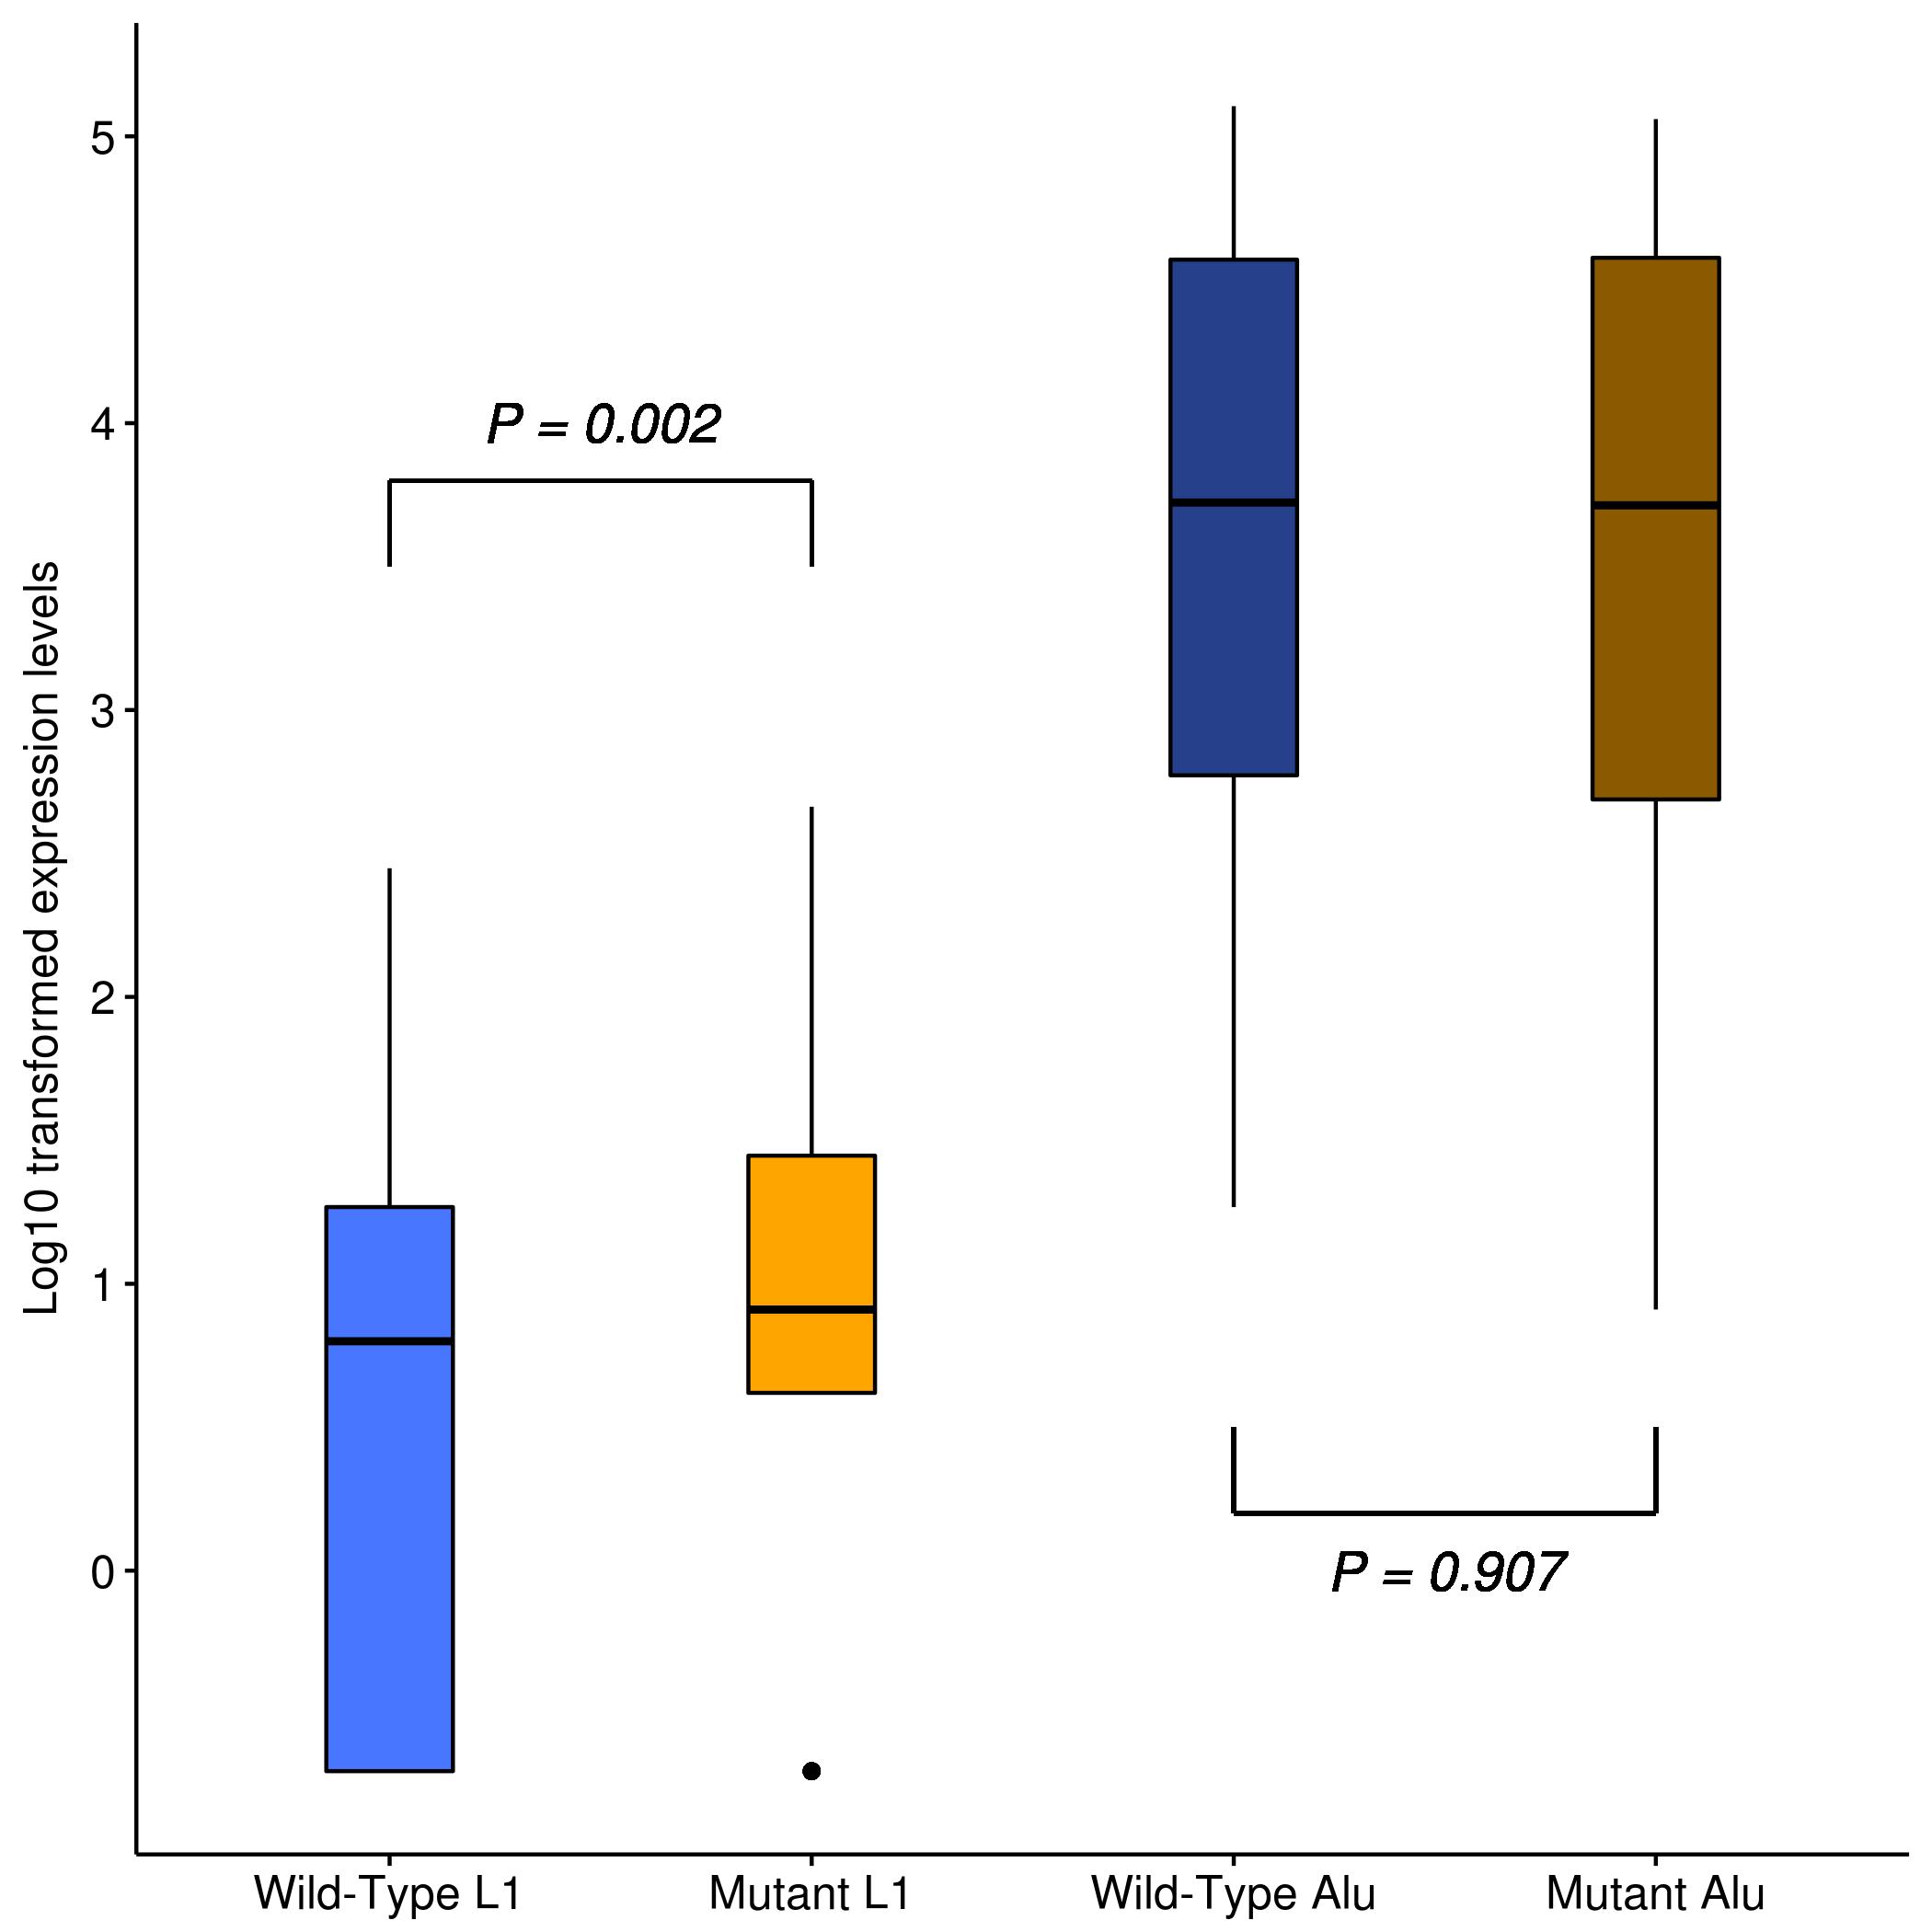 Log10 transformed expression levels
5
4
3
2
1
0
P = 0.002
P = 0.907
Wild-Type L1
Mutant L1
Wild-Type Alu
Mutant Alu